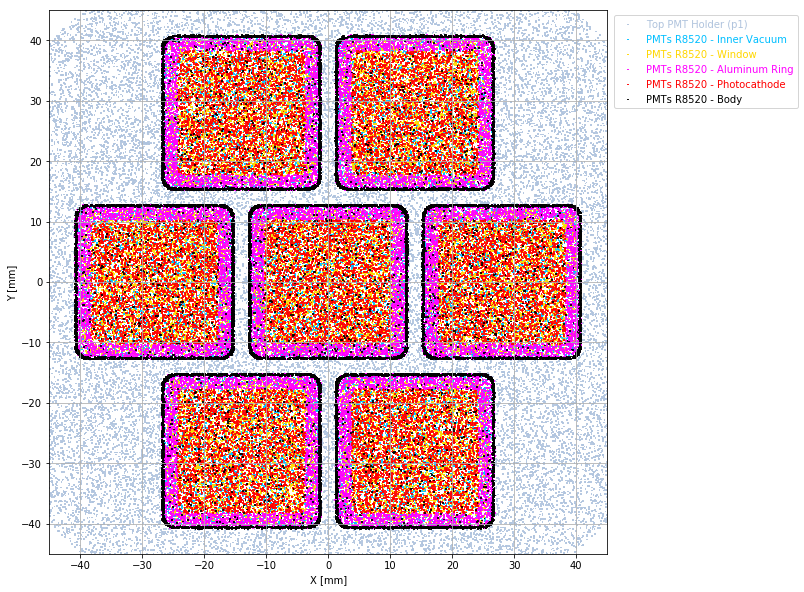 Top PMT Holder (p1)
PMTs R8520 - Inner Vacuum
PMTs R8520 - Window
PMTs R8520 - Aluminum Ring
PMTs R8520 - Photocathode
PMTs R8520 - Body
40
30
20
10
0
−10
−20
−30
−40
Y [mm]
−40 −30 −20 −10 0 10 20 30 40
X [mm]